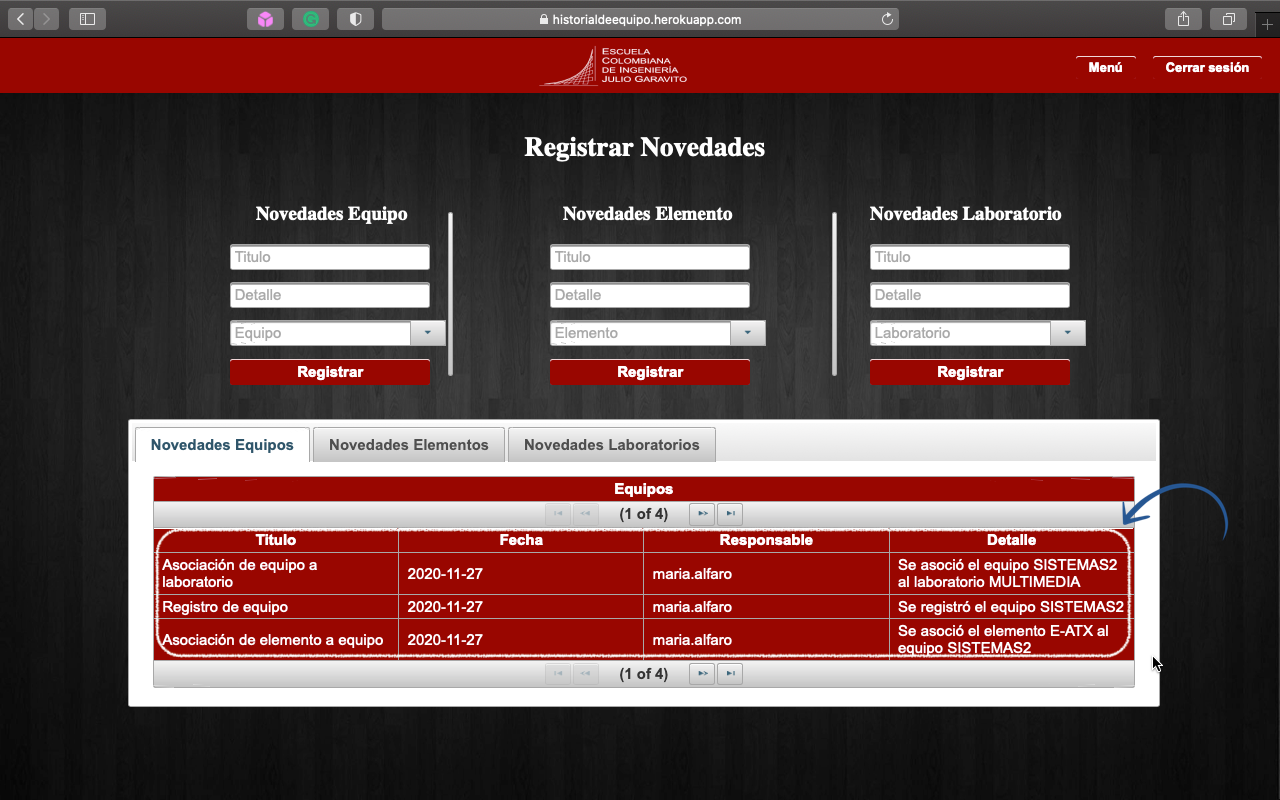 historialdeequipo.herokuapp.com
ESCUELA
COLOMBIANA
DE INGENIERÍA
JULIO GARAVITO
Menú
Cerrar sesión
Registrar Novedades
Novedades Equipo
Novedades Elemento
Novedades Laboratorio
Titulo
Titulo
Titulo
Detalle
Detalle
Detalle
Equipo
Elemento
Laboratorio
Registrar
Registrar
Registrar
Novedades Equipos
Novedades Elementos
Novedades Laboratorios
Equipos
(1 of 4)
Titulo
Fecha
Responsable
Detalle
Asociación de equipo a
laboratorio
2020-11-27
maria.alfaro
Se asoció el equipo SISTEMAS2
al laboratorio MULTIMEDIA
Registro de equipo
2020-11-27
maria.alfaro
Se registró el equipo SISTEMAS2
Asociación de elemento a equipo
2020-11-27
maria.alfaro
Se asoció el elemento E-ATX al
equipo SISTEMAS2
(1 of 4)